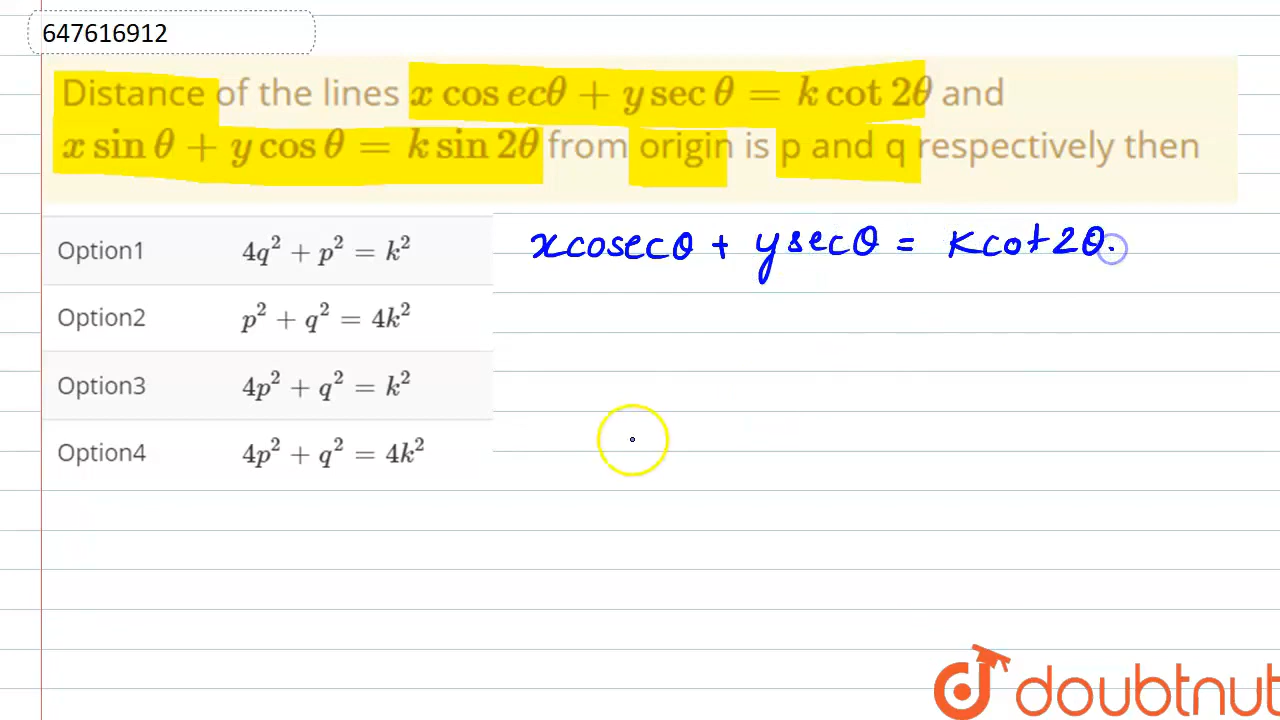 647616912
Distance of the lines x cosecθ + y sec θ = k cot 2θ and
x sin θ + y cos θ = k sin 2θ from origin is p and q respectively then
Option1 4q² + p² = k²
xcosecθ + ysecθ = kcot2θ.
Option2 p² + q² = 4k²
Option3 4p² + q² = k²
Option4 4p² + q² = 4k²
doubtnut